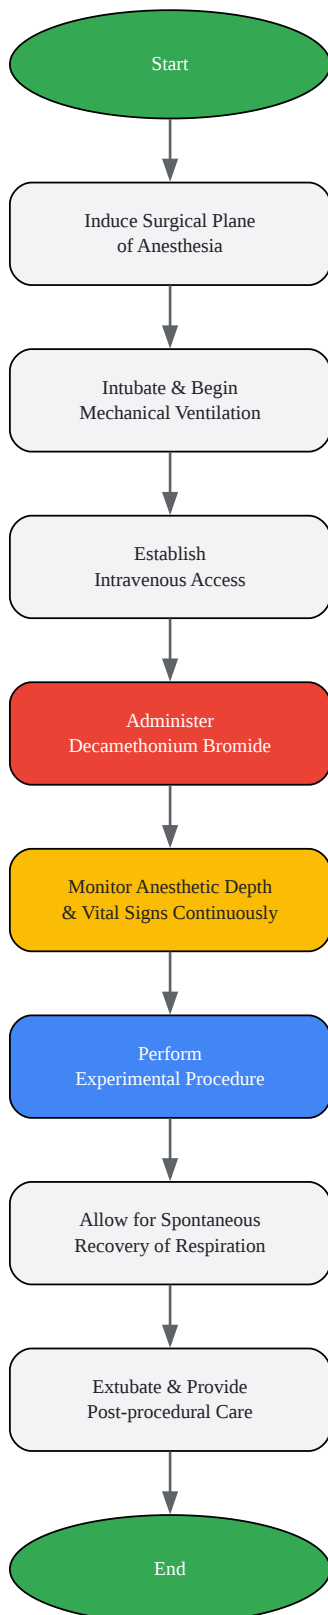 Start
Induce Surgical Plane
of Anesthesia
Intubate & Begin
Mechanical Ventilation
Establish
Intravenous Access
Administer
Decamethonium Bromide
Monitor Anesthetic Depth
& Vital Signs Continuously
Perform
Experimental Procedure
Allow for Spontaneous
Recovery of Respiration
Extubate & Provide
Post-procedural Care
End